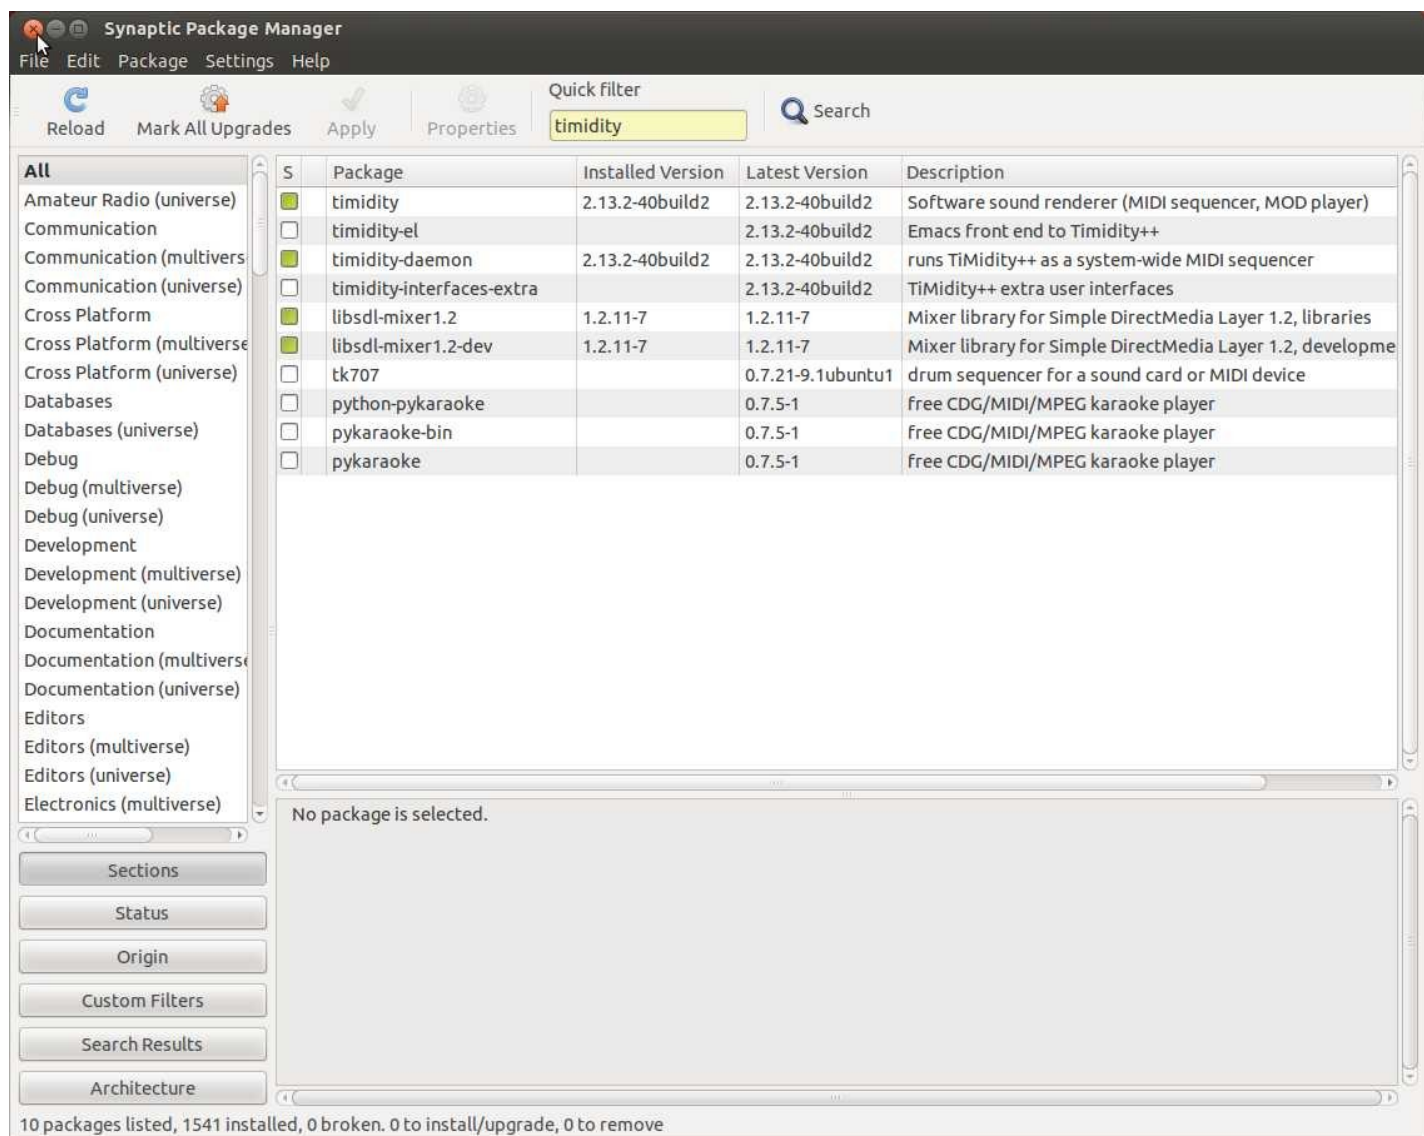 Synaptic Package Manager
File Edit Package Settings Help
Reload Mark All Upgrades Apply Properties
Quick filter
timidity
Search
All
Amateur Radio (universe)
Communication
Communication (multivers
Communication (universe)
Cross Platform
Cross Platform (multiverse
Cross Platform (universe)
Databases
Databases (universe)
Debug
Debug (multiverse)
Debug (universe)
Development
Development (multiverse)
Development (universe)
Documentation
Documentation (multiverse
Documentation (universe)
Editors
Editors (multiverse)
Editors (universe)
Electronics (multiverse)
Sections
Status
Origin
Custom Filters
Search Results
Architecture
S Package Installed Version Latest Version Description
timidity 2.13.2-40build2 2.13.2-40build2 Software sound renderer (MIDI sequencer, MOD player)
timidity-el 2.13.2-40build2 Emacs front end to Timidity++
timidity-daemon 2.13.2-40build2 2.13.2-40build2 runs TiMidity++ as a system-wide MIDI sequencer
timidity-interfaces-extra 2.13.2-40build2 TiMidity++ extra user interfaces
libsdl-mixer1.2 1.2.11-7 1.2.11-7 Mixer library for Simple DirectMedia Layer 1.2, libraries
libsdl-mixer1.2-dev 1.2.11-7 1.2.11-7 Mixer library for Simple DirectMedia Layer 1.2, developme
tk707 0.7.21-9.1ubuntu1 drum sequencer for a sound card or MIDI device
python-pykaraoke 0.7.5-1 free CDG/MIDI/MPEG karaoke player
pykaraoke-bin 0.7.5-1 free CDG/MIDI/MPEG karaoke player
pykaraoke 0.7.5-1 free CDG/MIDI/MPEG karaoke player
No package is selected.
10 packages listed, 1541 installed, 0 broken. 0 to install/upgrade, 0 to remove